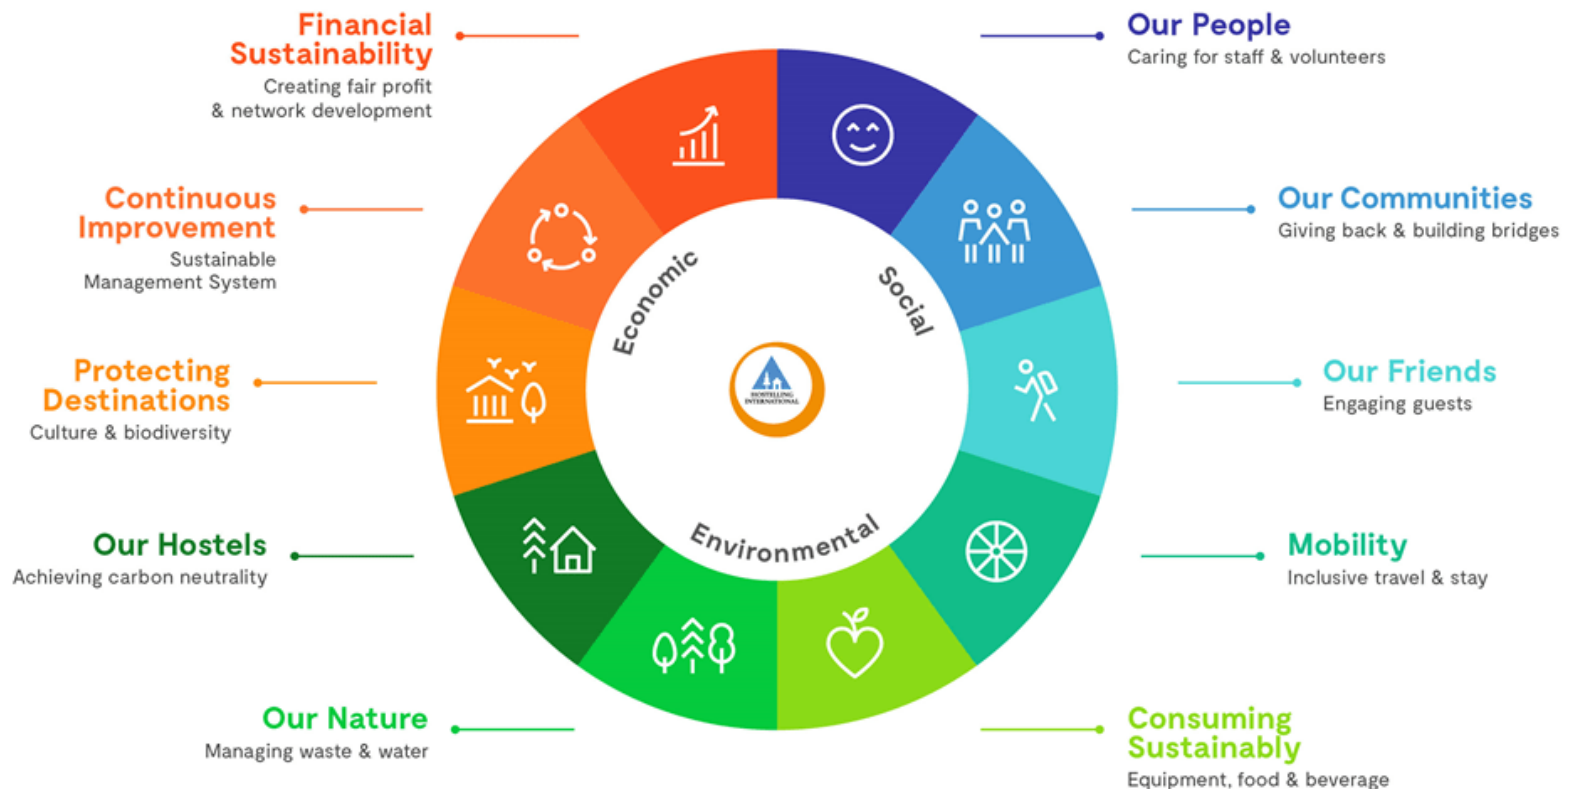 Financial
Sustainability
Creating fair profit
& network development
Our People
Caring for staff & volunteers
Continuous
Improvement
Sustainable
Management System
Our Communities
Giving back & building bridges
Economic
Social
Protecting
Destinations
Culture & biodiversity
HOSTELLING
INTERNATIONAL
Our Friends
Engaging guests
Environmental
Our Hostels
Achieving carbon neutrality
Mobility
Inclusive travel & stay
Our Nature
Managing waste & water
Consuming
Sustainably
Equipment, food & beverage